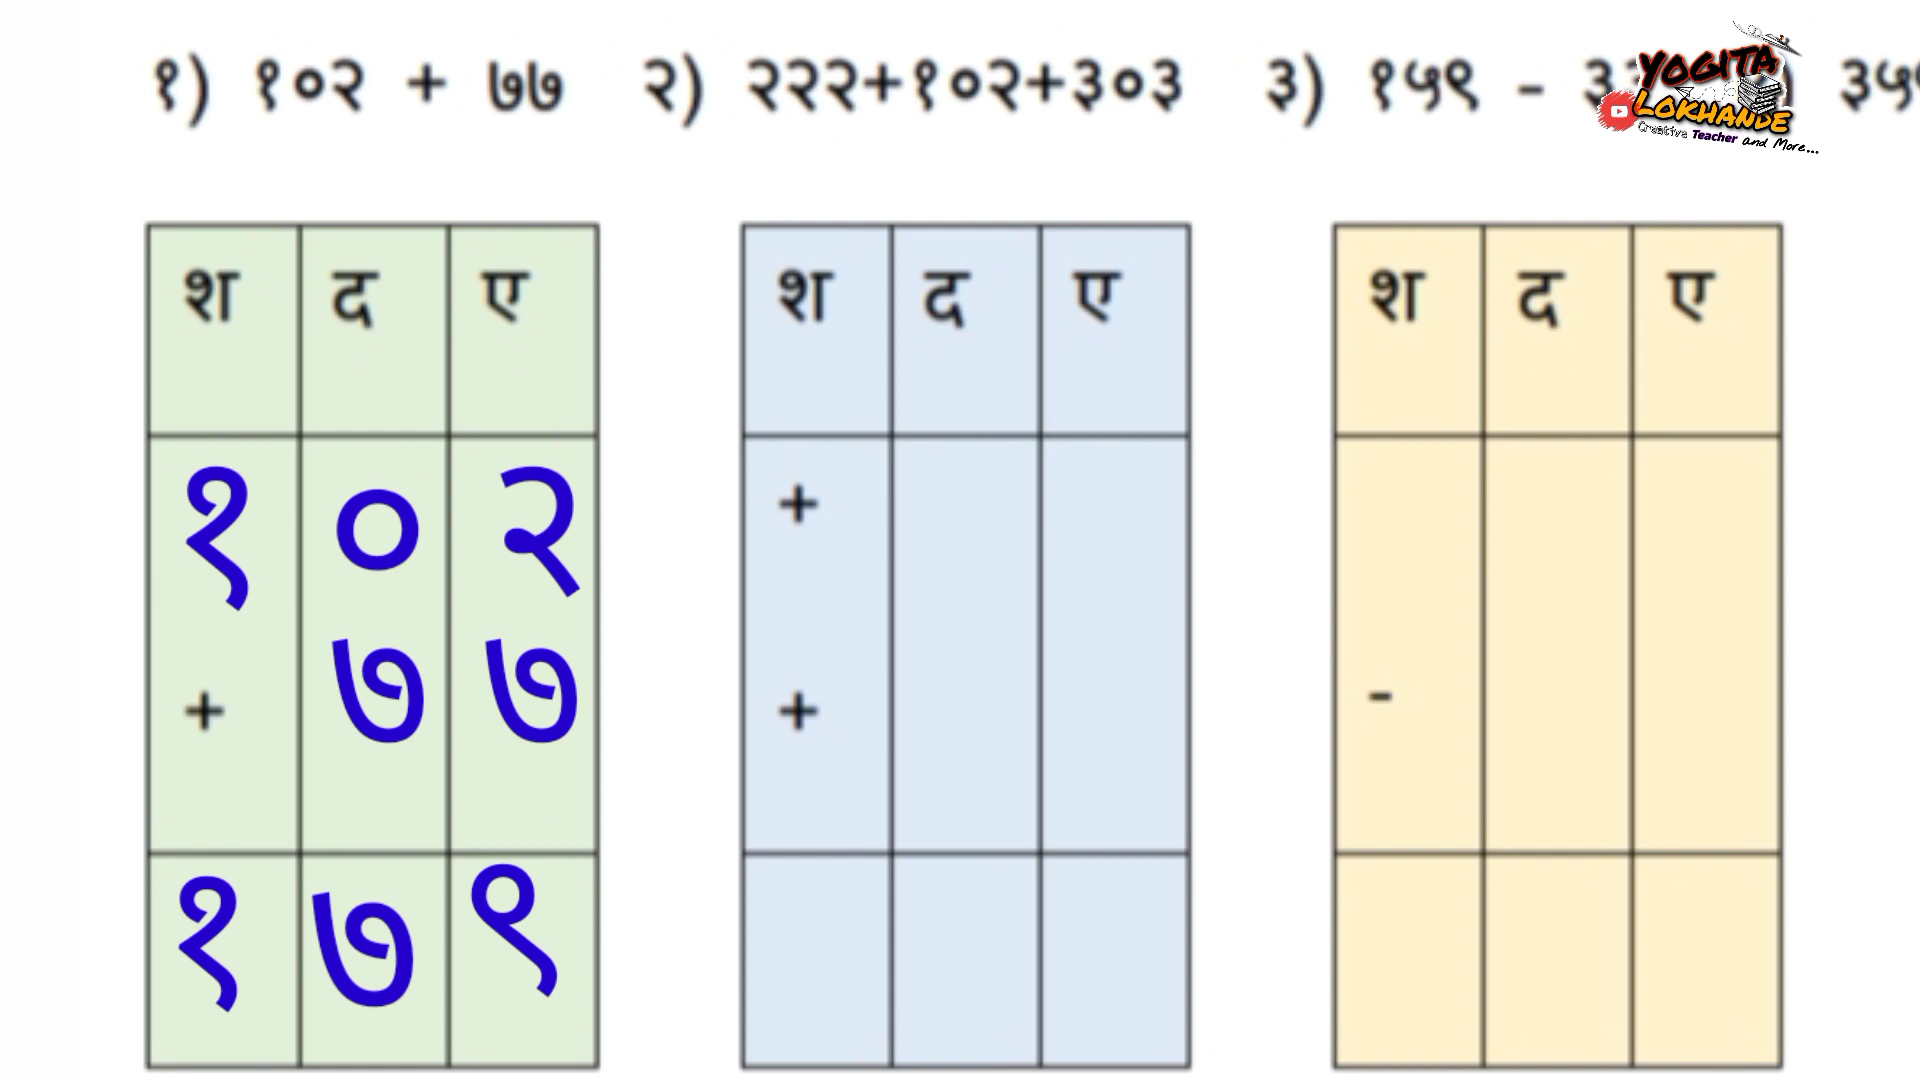 १) १०२ + ७७ २) २२२+१०२+३०३ ३) १५९ -
YOGITA
LOKHANDE
Creative Teacher and More...
श द ए
१ ० २
+ ७ ७
१ ७ ९
श द ए
+
+
श द ए
-